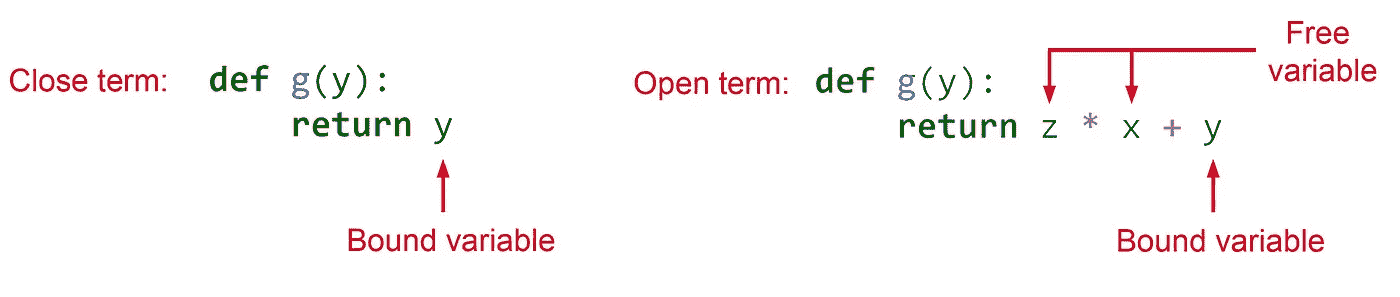 Close term: def g(y):
return y
Bound variable
Open term: def g(y):
return z * x + y
Free
variable
Bound variable